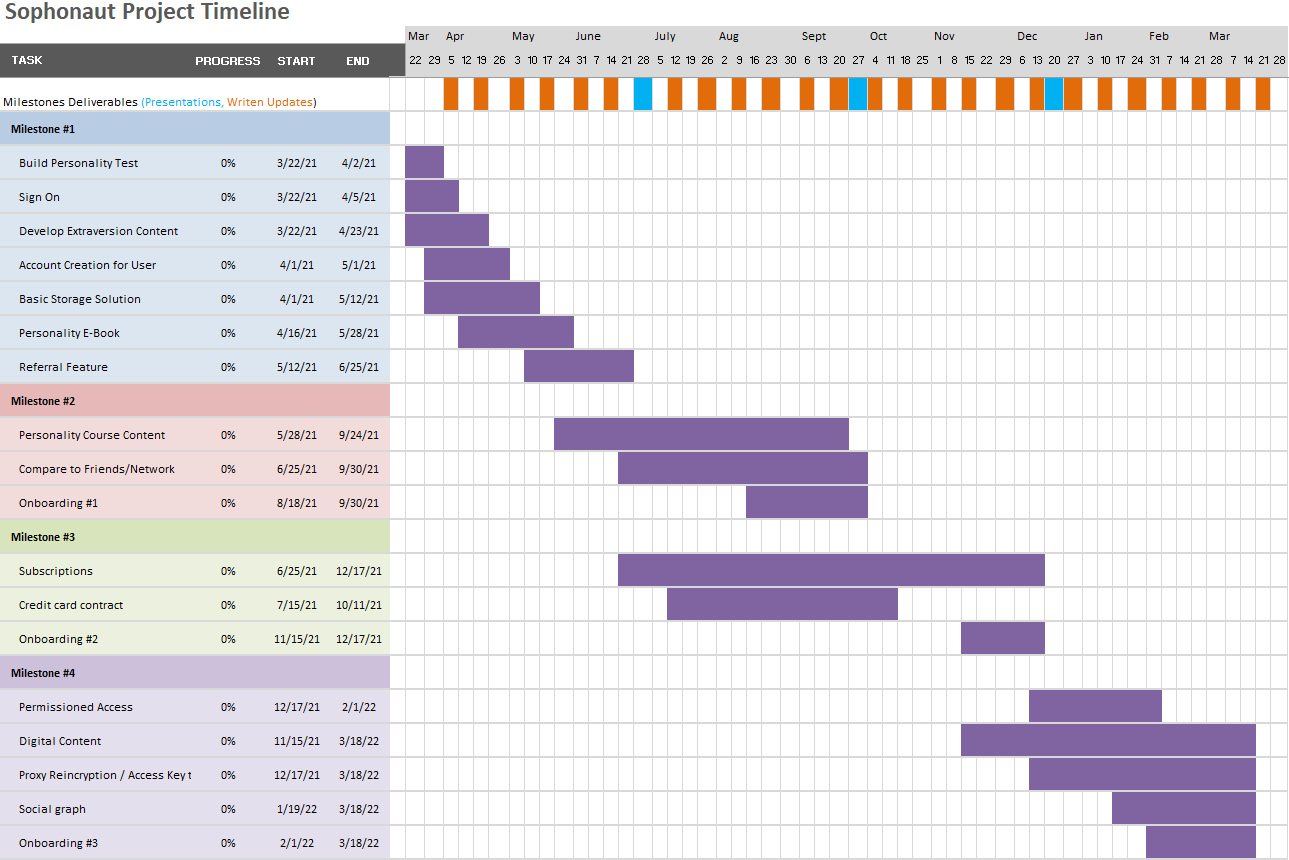 Sophonaut Project Timeline
Mar Apr May June July Aug Sept Oct Nov Dec Jan Feb Mar
TASK PROGRESS START END 22 29 5 12 19 26 3 10 17 24 31 7 14 21 28 5 12 19 26 2 9 16 23 30 6 13 20 27 4 11 18 25 1 8 15 22 29 6 13 20 27 3 10 17 24 31 7 14 21 28 7 14 21 28
Milestones Deliverables (Presentations, Writen Updates)
Milestone #1
Build Personality Test 0% 3/22/21 4/2/21
Sign On 0% 3/22/21 4/5/21
Develop Extraversion Content 0% 3/22/21 4/23/21
Account Creation for User 0% 4/1/21 5/1/21
Basic Storage Solution 0% 4/1/21 5/12/21
Personality E-Book 0% 4/16/21 5/28/21
Referral Feature 0% 5/12/21 6/25/21
Milestone #2
Personality Course Content 0% 5/28/21 9/24/21
Compare to Friends/Network 0% 6/25/21 9/30/21
Onboarding #1 0% 8/18/21 9/30/21
Milestone #3
Subscriptions 0% 6/25/21 12/17/21
Credit card contract 0% 7/15/21 10/11/21
Onboarding #2 0% 11/15/21 12/17/21
Milestone #4
Permissioned Access 0% 12/17/21 2/1/22
Digital Content 0% 11/15/21 3/18/22
Proxy Reincryption / Access Key t 0% 12/17/21 3/18/22
Social graph 0% 1/19/22 3/18/22
Onboarding #3 0% 2/1/22 3/18/22